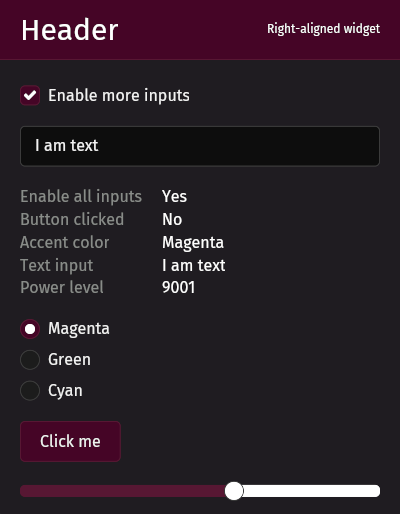 Header
Right-aligned widget
Enable more inputs
I am text
Enable all inputs Yes
Button clicked No
Accent color Magenta
Text input I am text
Power level 9001
Magenta
Green
Cyan
Click me